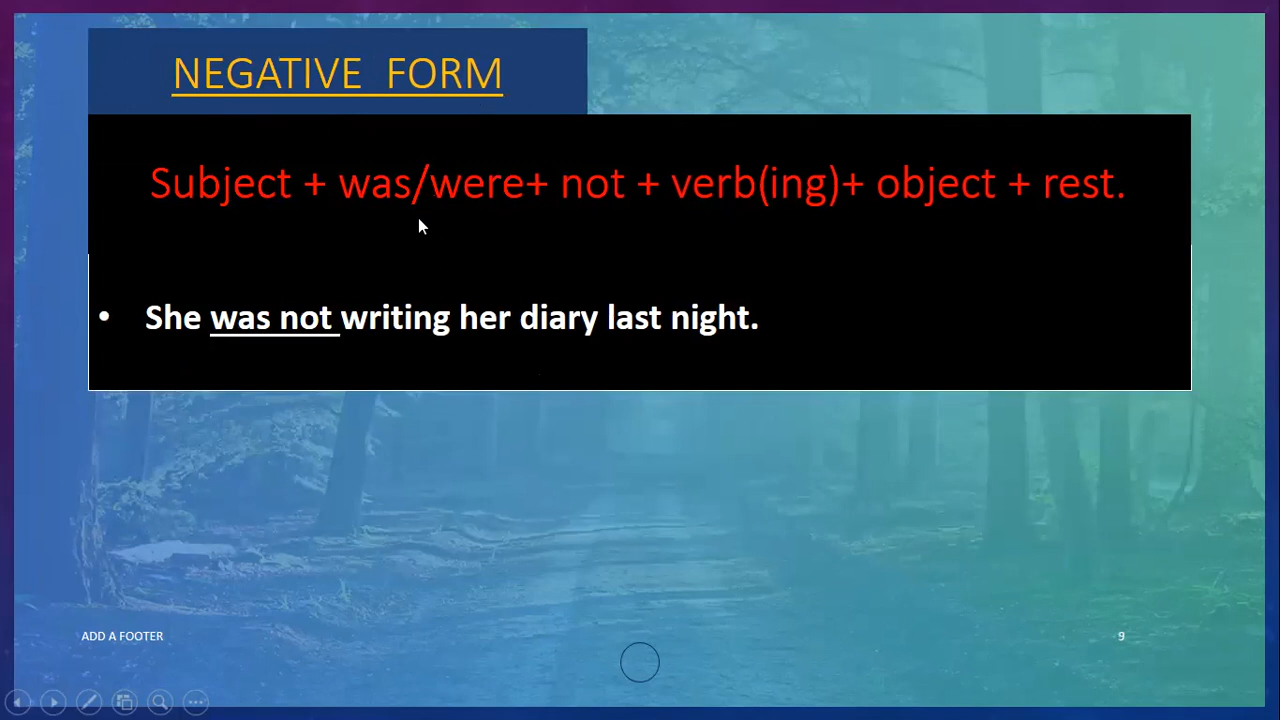 NEGATIVE FORM
Subject + was/were+ not + verb(ing)+ object + rest.
• She was not writing her diary last night.
ADD A FOOTER
9